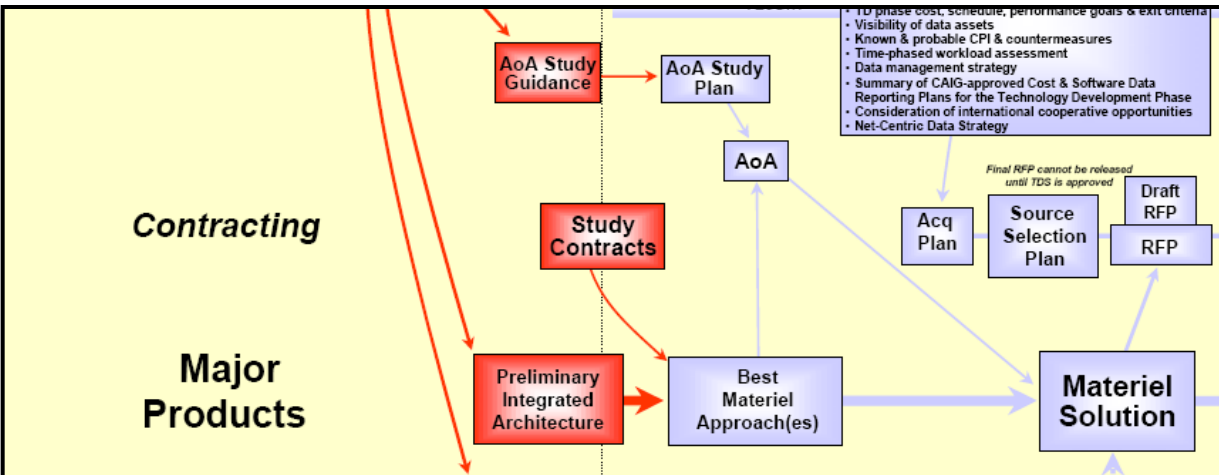 • TD phase cost, schedule, performance goals & exit criteria
• Visibility of data assets
• Known & probable CPI & countermeasures
• Time-phased workload assessment
• Data management strategy
• Summary of CAIG-approved Cost & Software Data
Reporting Plans for the Technology Development Phase
• Consideration of international cooperative opportunities
• Net-Centric Data Strategy
AoA Study
Guidance
AoA Study
Plan
AoA
Final RFP cannot be released
until TDS is approved
Contracting
Study
Contracts
Acq
Plan
Source
Selection
Plan
Draft
RFP
RFP
Major
Products
Preliminary
Integrated
Architecture
Best
Materiel
Approach(es)
Materiel
Solution